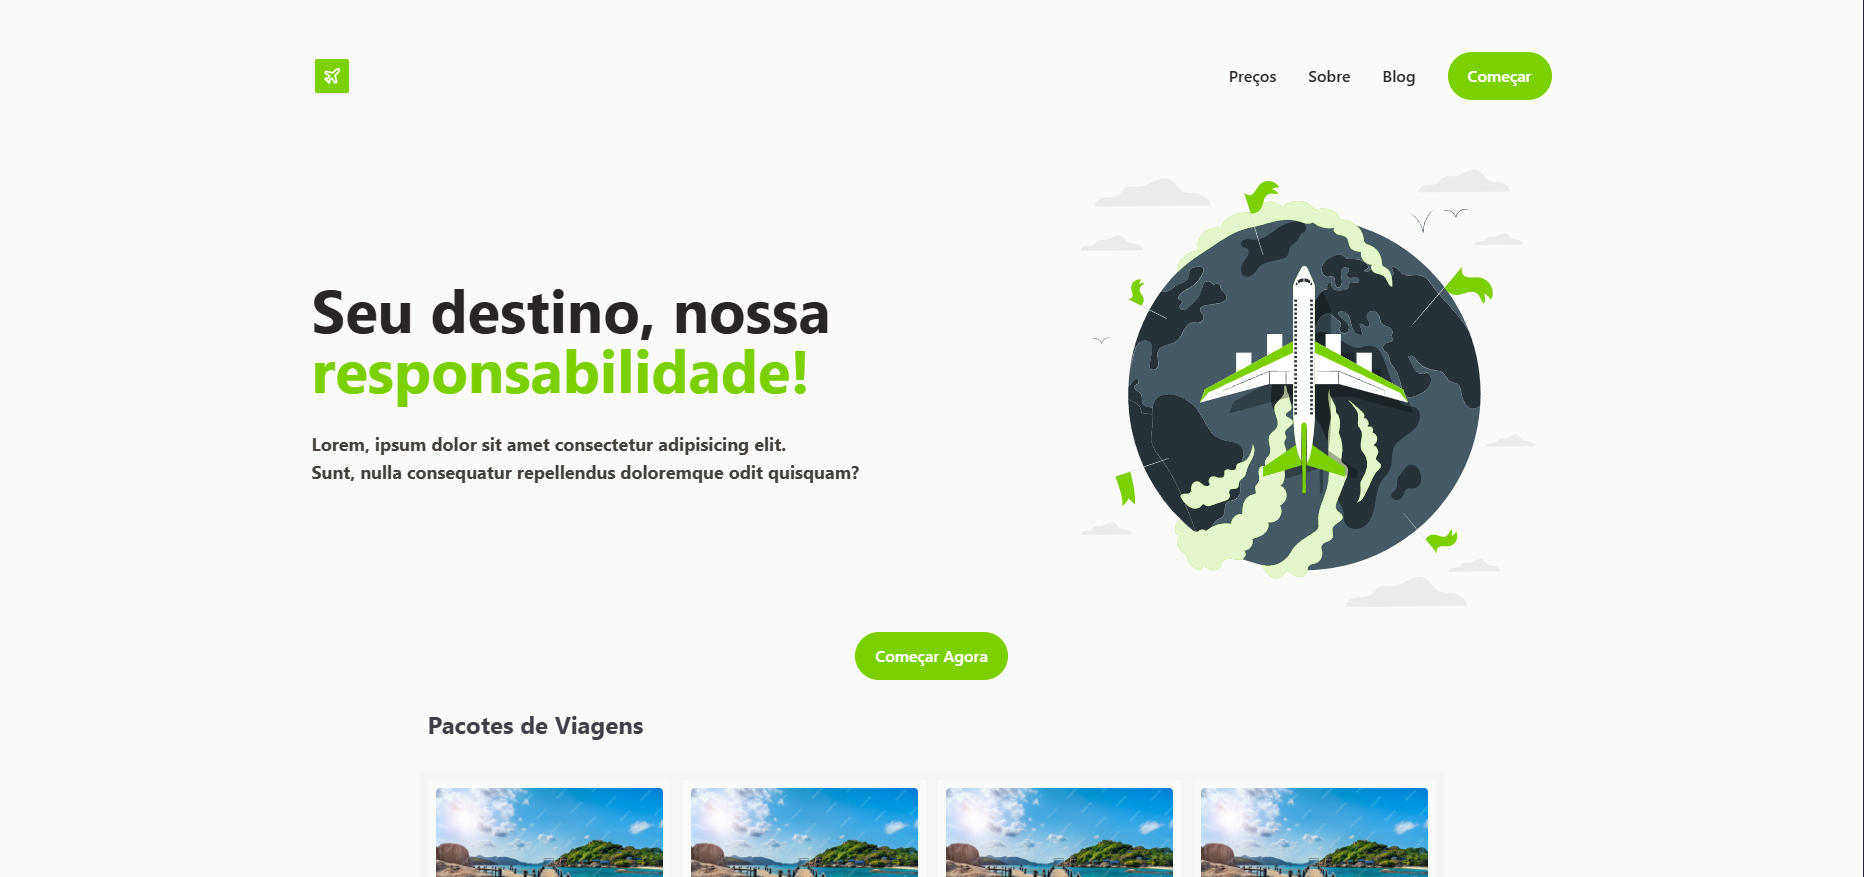 Preços
Sobre
Blog
Começar
Seu destino, nossa
responsabilidade!
Lorem, ipsum dolor sit amet consectetur adipisicing elit.
Sunt, nulla consequatur repellendus doloremque odit quisquam?
Começar Agora
Pacotes de Viagens